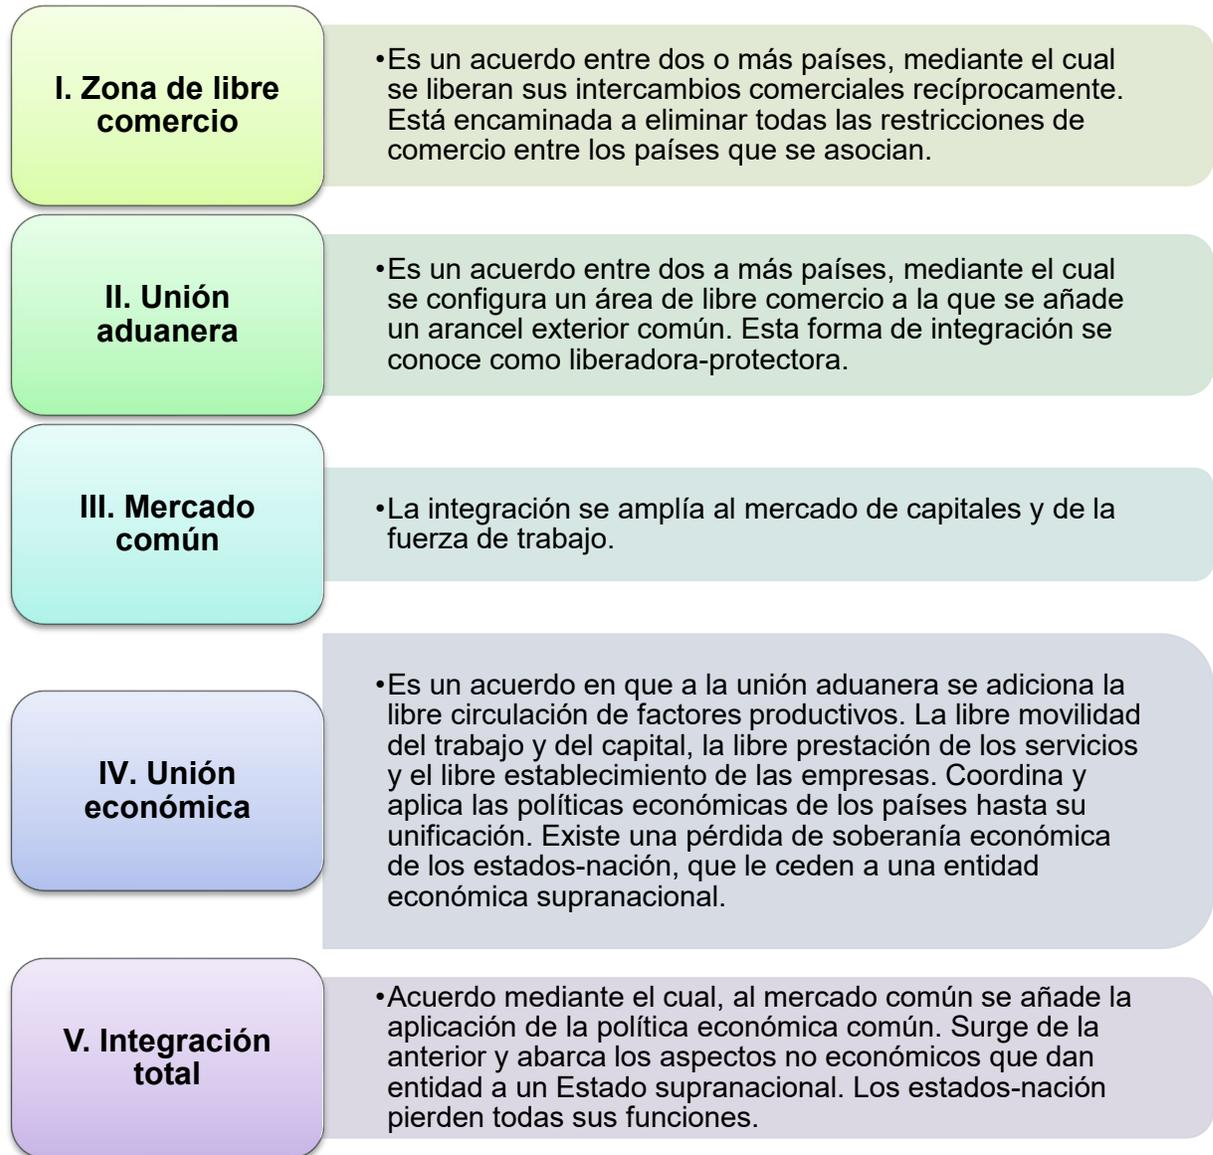 I. Zona de libre
comercio
•Es un acuerdo entre dos o más países, mediante el cual
se liberan sus intercambios comerciales recíprocamente.
Está encaminada a eliminar todas las restricciones de
comercio entre los países que se asocian.
II. Unión
aduanera
•Es un acuerdo entre dos a más países, mediante el cual
se configura un área de libre comercio a la que se añade
un arancel exterior común. Esta forma de integración se
conoce como liberadora-protectora.
III. Mercado
común
•La integración se amplía al mercado de capitales y de la
fuerza de trabajo.
IV. Unión
económica
•Es un acuerdo en que a la unión aduanera se adiciona la
libre circulación de factores productivos. La libre movilidad
del trabajo y del capital, la libre prestación de los servicios
y el libre establecimiento de las empresas. Coordina y
aplica las políticas económicas de los países hasta su
unificación. Existe una pérdida de soberanía económica
de los estados-nación, que le ceden a una entidad
económica supranacional.
V. Integración
total
•Acuerdo mediante el cual, al mercado común se añade la
aplicación de la política económica común. Surge de la
anterior y abarca los aspectos no económicos que dan
entidad a un Estado supranacional. Los estados-nación
pierden todas sus funciones.